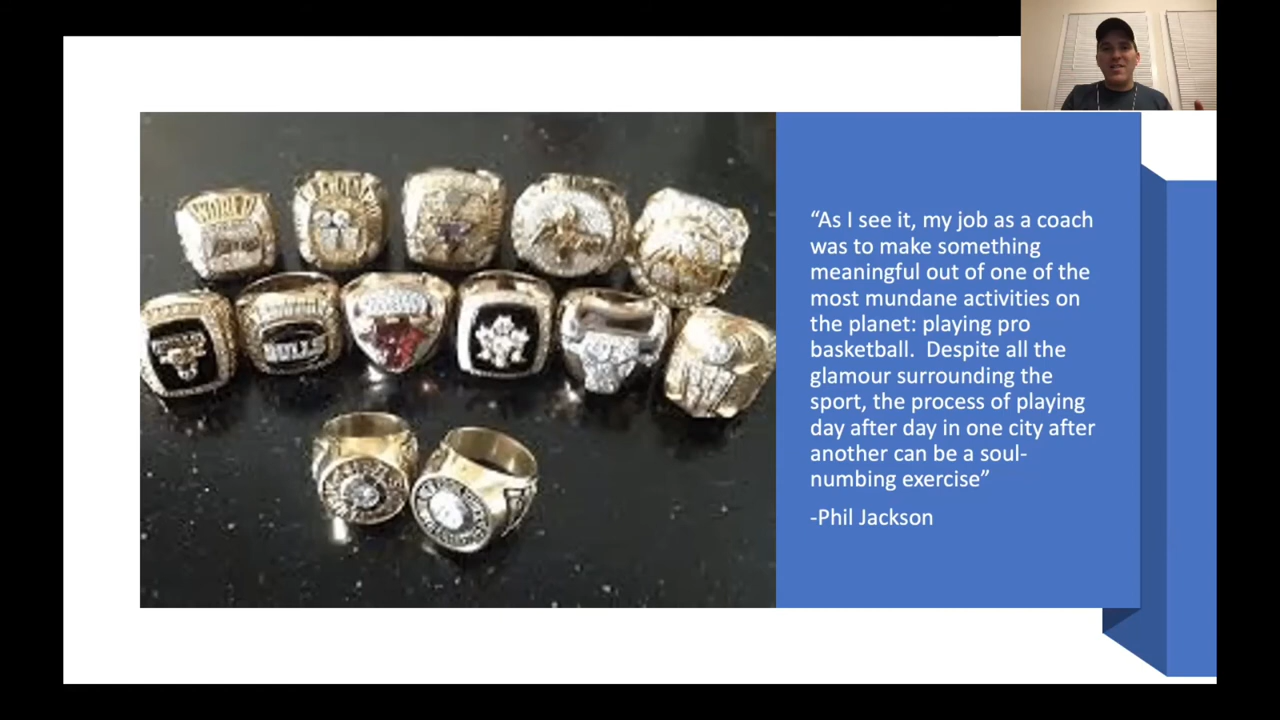 “As I see it, my job as a coach
was to make something
meaningful out of one of the
most mundane activities on
the planet: playing pro
basketball.  Despite all the
glamour surrounding the
sport, the process of playing
day after day in one city after
another can be a soul-
numbing exercise”
-Phil Jackson
WORLD
BULLS